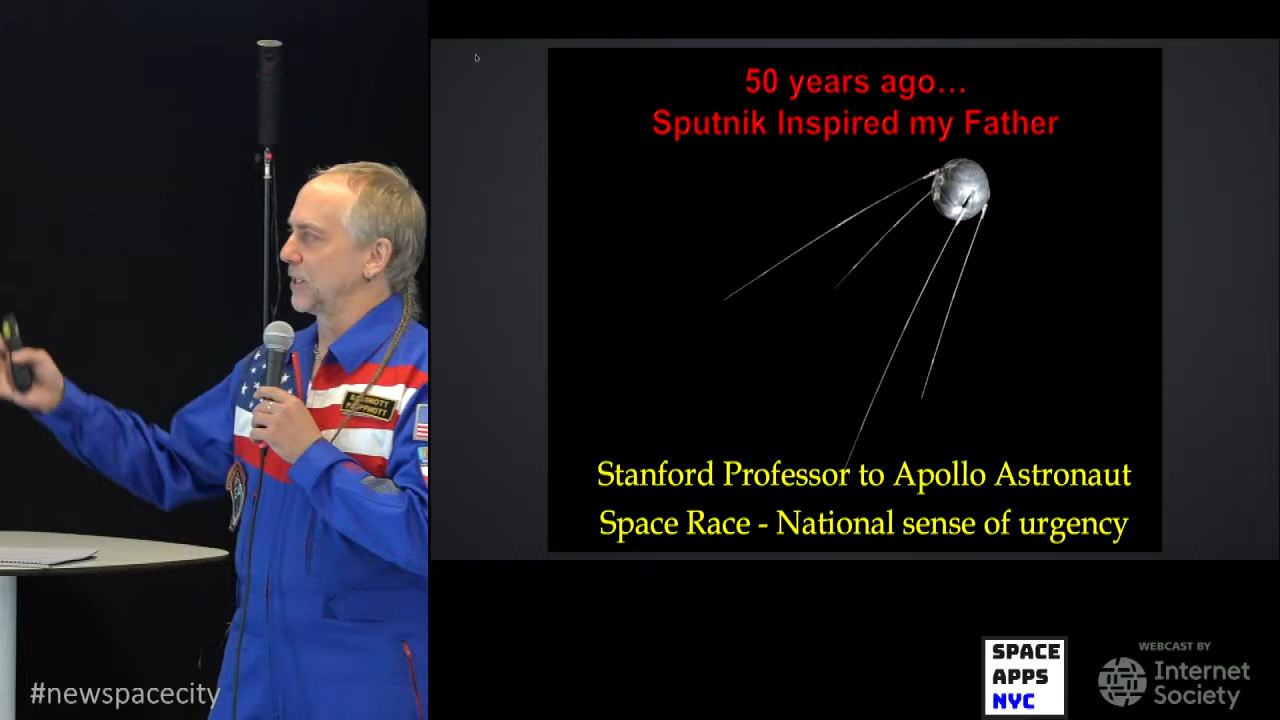 50 years ago...
Sputnik Inspired my Father
Stanford Professor to Apollo Astronaut
Space Race - National sense of urgency
#newspacecity
SPACE
APPS
NYC
WEBCAST BY
Internet
Society